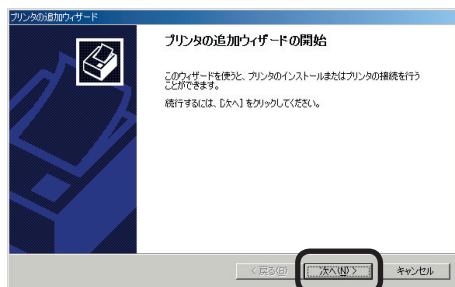 プリンタの追加ウィザード
プリンタの追加ウィザードの開始
このウィザードを使うと、プリンタのインストールまたはプリンタの接続を行う
ことができます。
続行するには、[次へ] をクリックしてください。
< 戻る(B) 次へ(N) > キャンセル